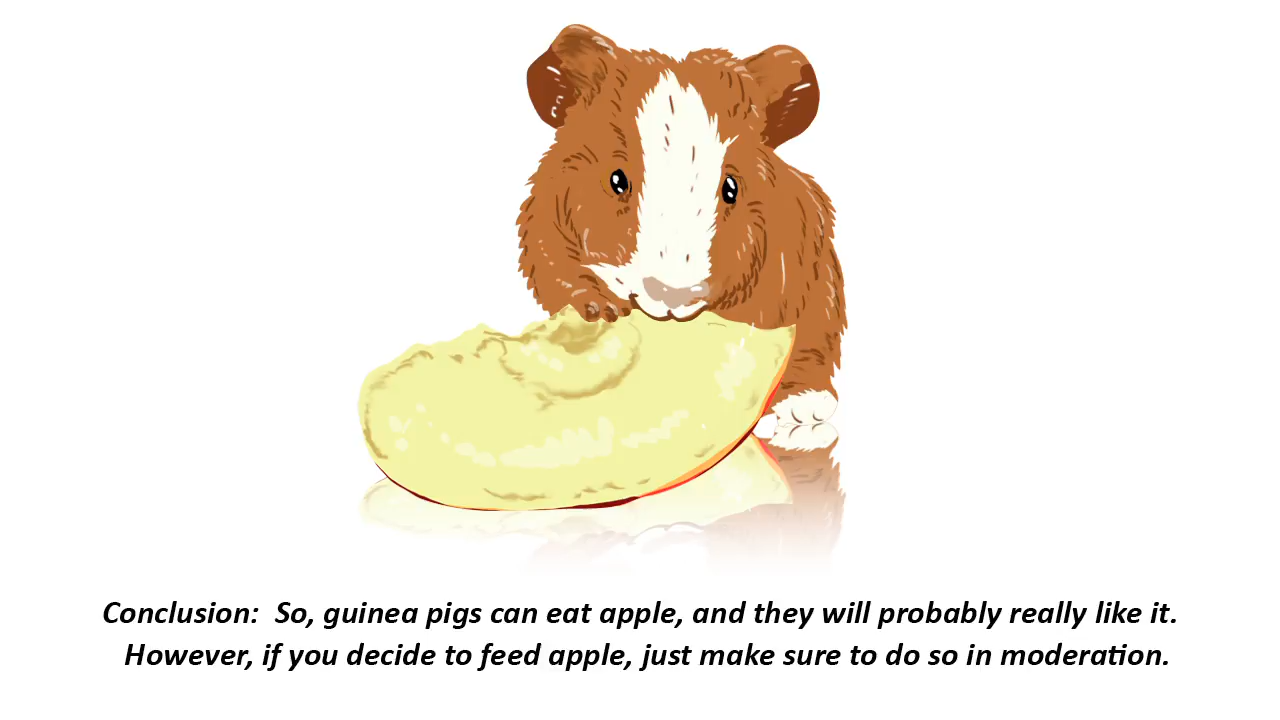 Conclusion:  So, guinea pigs can eat apple, and they will probably really like it.
However, if you decide to feed apple, just make sure to do so in moderation.